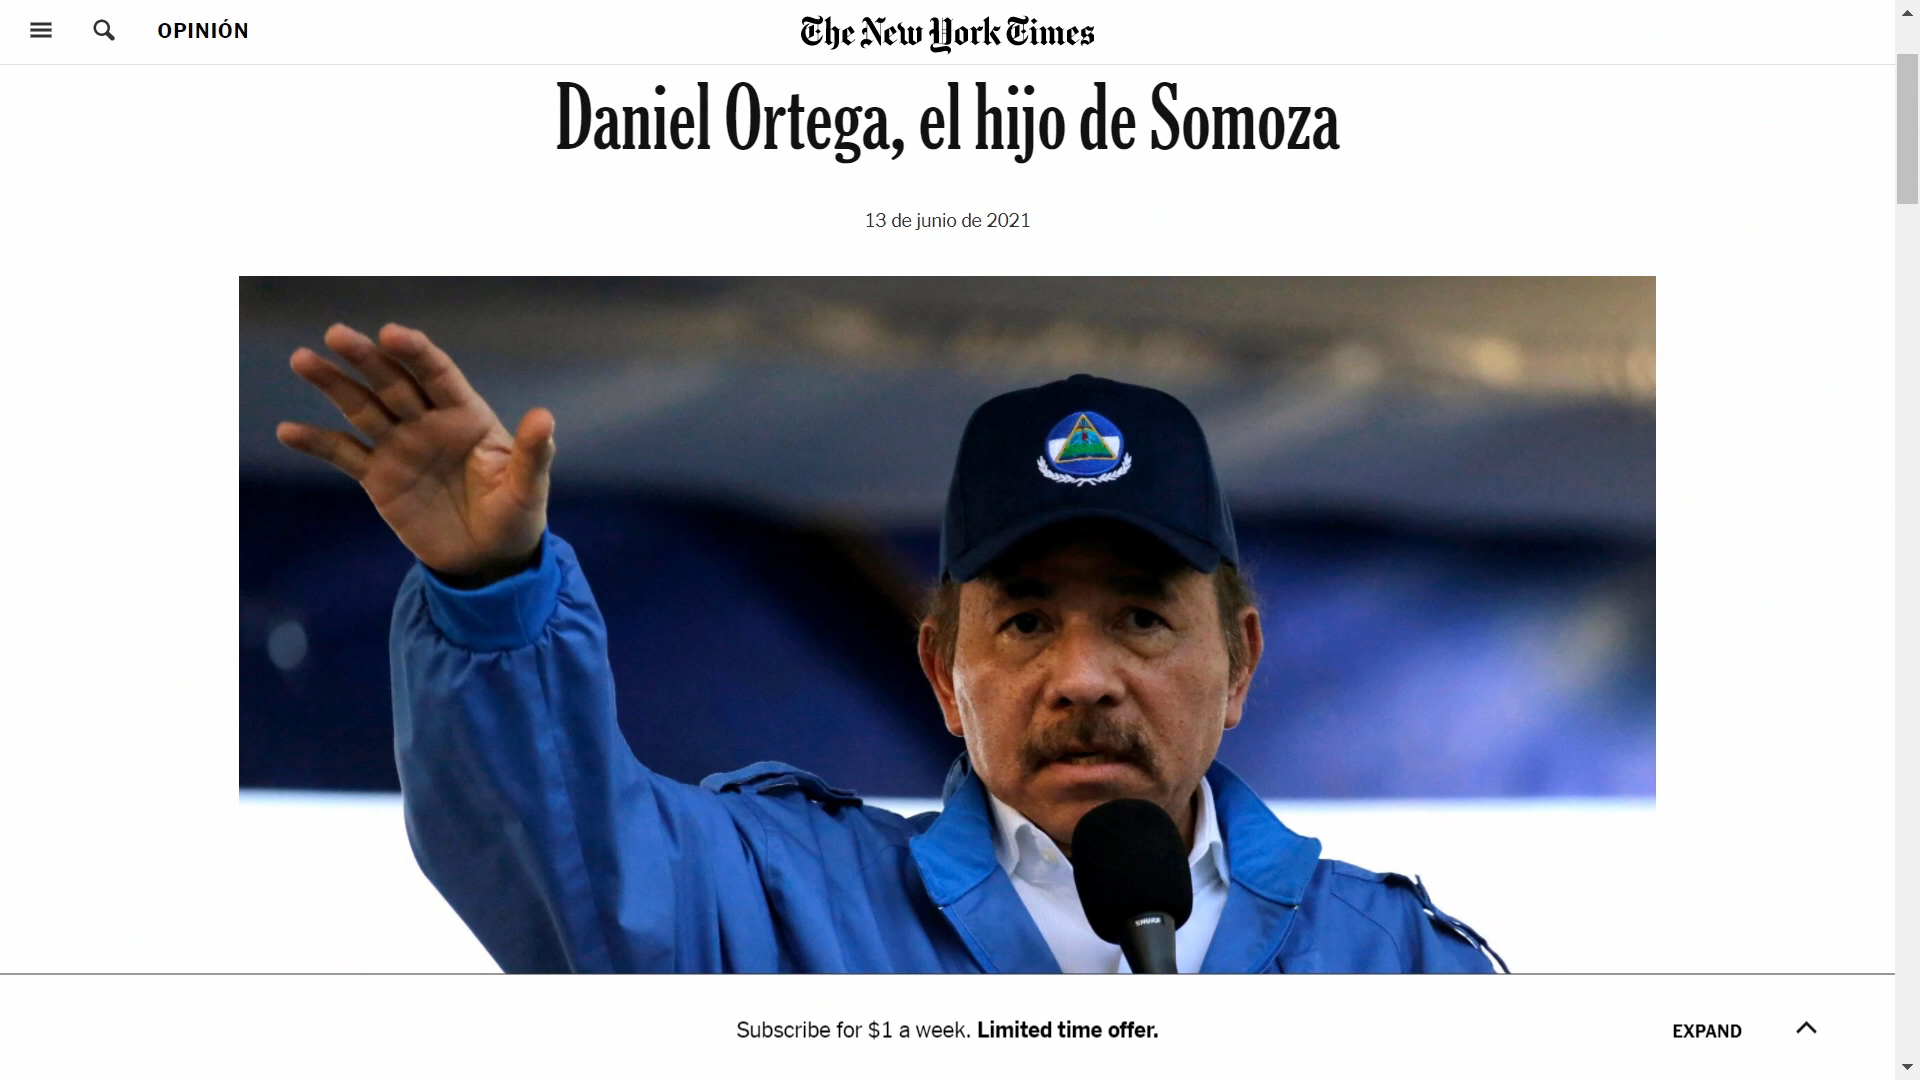 OPINIÓN
The New York Times
Daniel Ortega, el hijo de Somoza
13 de junio de 2021
SHURE
Subscribe for $1 a week. Limited time offer.
EXPAND